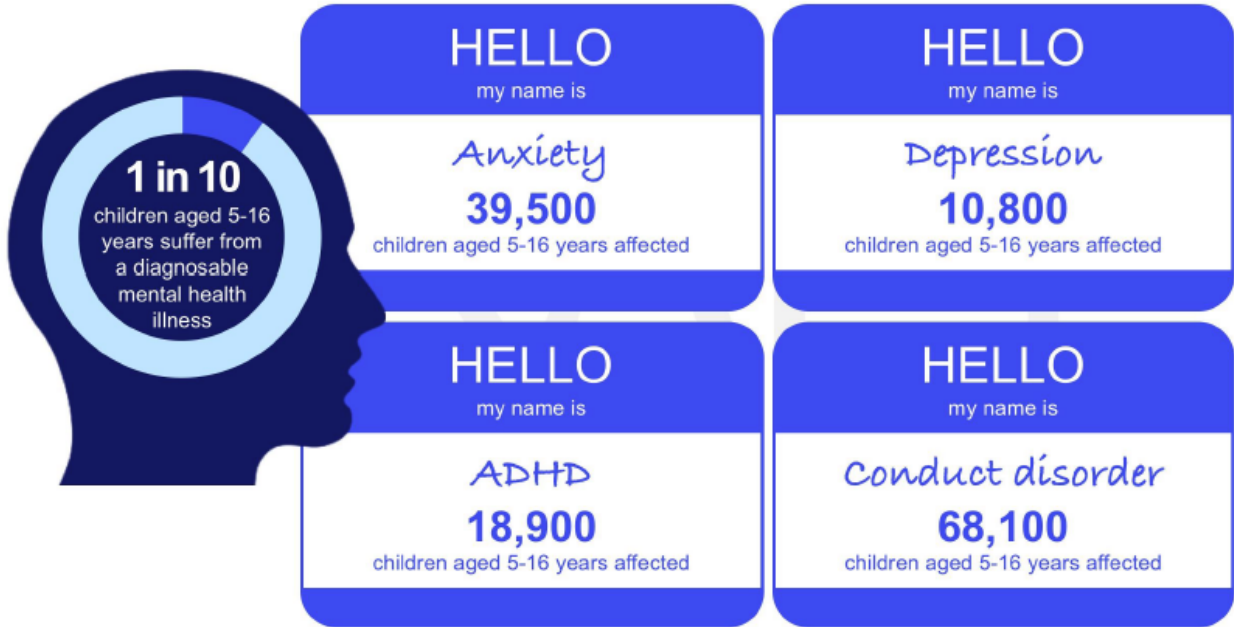 1 in 10
children aged 5-16
years suffer from
a diagnosable
mental health
illness
HELLO
my name is
Anxiety
39,500
children aged 5-16 years affected
HELLO
my name is
Depression
10,800
children aged 5-16 years affected
HELLO
my name is
ADHD
18,900
children aged 5-16 years affected
HELLO
my name is
Conduct disorder
68,100
children aged 5-16 years affected